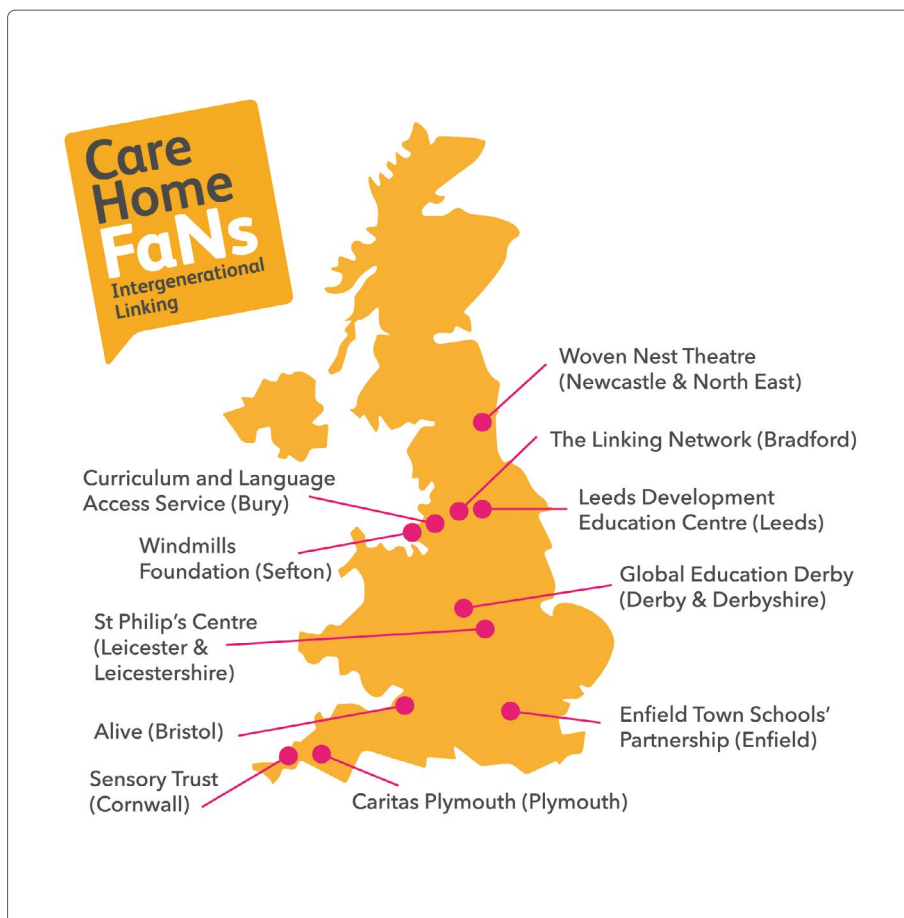 Care
Home
FaNs
Intergenerational
Linking
Woven Nest Theatre
(Newcastle & North East)
The Linking Network (Bradford)
Curriculum and Language
Access Service (Bury)
Leeds Development
Education Centre (Leeds)
Windmills
Foundation (Sefton)
Global Education Derby
(Derby & Derbyshire)
St Philip’s Centre
(Leicester &
Leicestershire)
Alive (Bristol)
Enfield Town Schools’
Partnership (Enfield)
Sensory Trust
(Cornwall)
Caritas Plymouth (Plymouth)